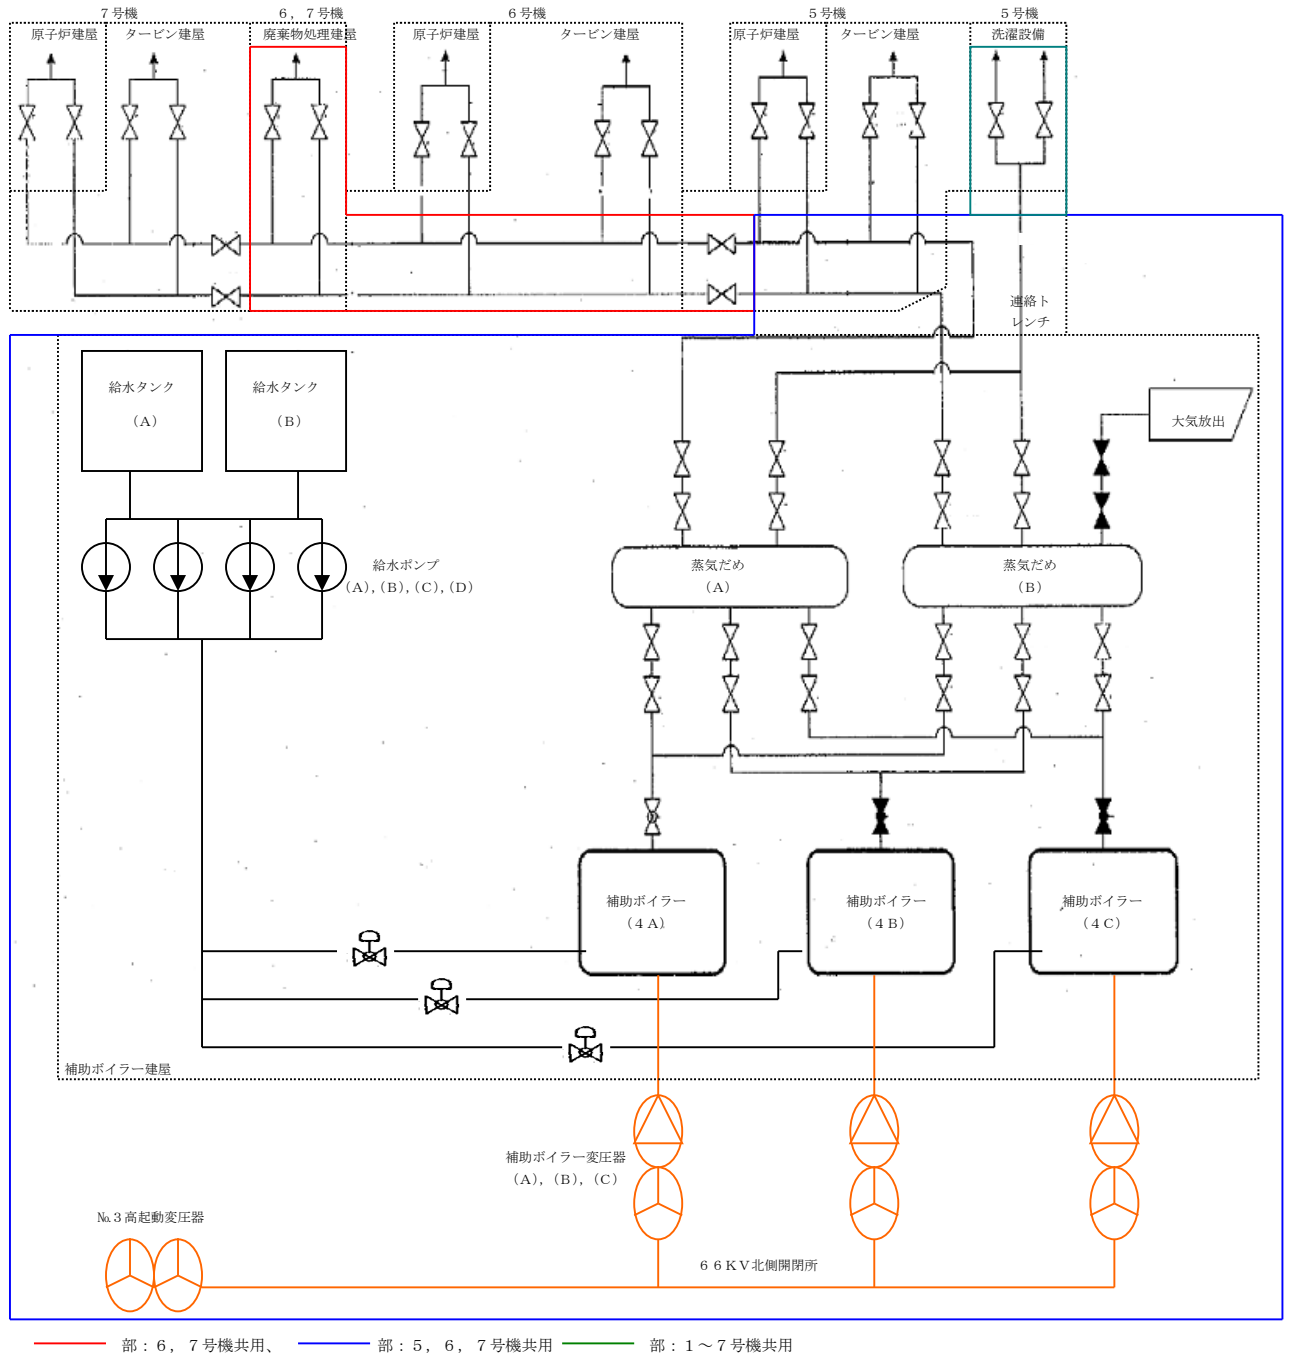 ７号機
６，７号機
６号機
５号機
５号機
原子炉建屋
タービン建屋
廃棄物処理建屋
原子炉建屋
タービン建屋
原子炉建屋
タービン建屋
洗濯設備
連絡ト
レンチ
給水タンク
（A）
給水タンク
（B）
大気放出
給水ポンプ
（A），（B），（C），（D）
蒸気だめ
（A）
蒸気だめ
（B）
補助ボイラー
（４A）
補助ボイラー
（４B）
補助ボイラー
（４C）
補助ボイラー建屋
補助ボイラー変圧器
（A），（B），（C）
№３高起動変圧器
６６KV北側開閉所
部：６，７号機共用、
部：５，６，７号機共用
部：１～７号機共用